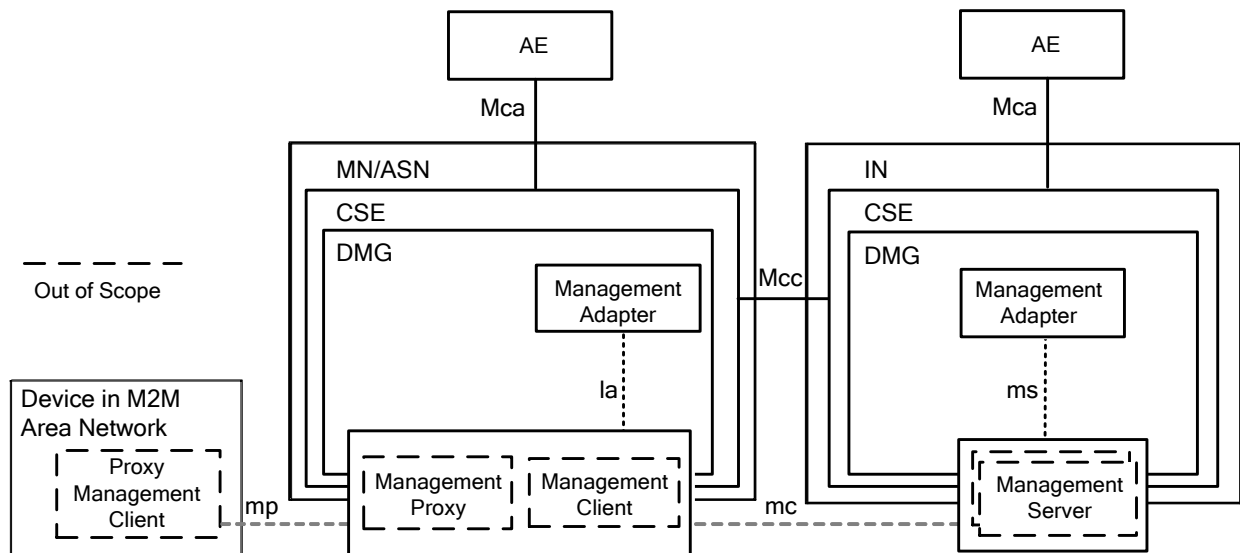 AE
AE
Mca
Mca
MN/ASN
IN
CSE
CSE
DMG
DMG
Out of Scope
Management
Adapter
Mcc
Management
Adapter
la
ms
Device in M2M
Area Network
Proxy
Management
Client
mp
Management
Proxy
Management
Client
mc
Management
Server